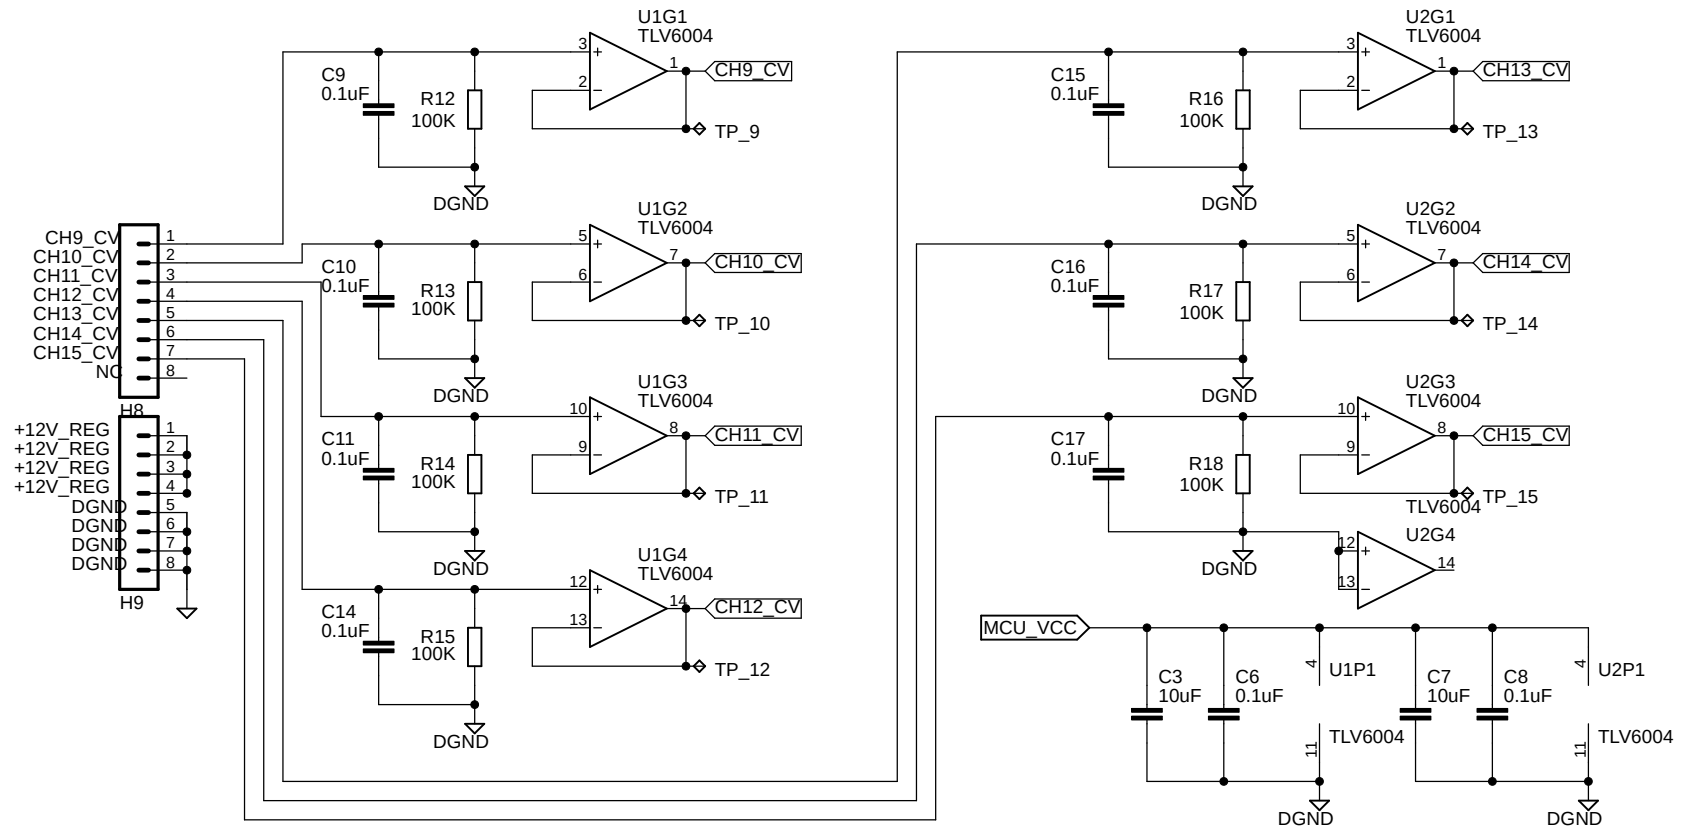 U1G1
TLV6004
3
+
1
CH9_CV
2
−
C9
0.1uF
R12
100K
TP_9
DGND
U2G1
TLV6004
3
+
1
CH13_CV
2
−
C15
0.1uF
R16
100K
TP_13
DGND
U1G2
TLV6004
5
+
7
CH10_CV
6
−
C10
0.1uF
R13
100K
TP_10
DGND
U2G2
TLV6004
5
+
7
CH14_CV
6
−
C16
0.1uF
R17
100K
TP_14
DGND
CH9_CV 1
CH10_CV 2
CH11_CV 3
CH12_CV 4
CH13_CV 5
CH14_CV 6
CH15_CV 7
NC 8
H8
+12V_REG 1
+12V_REG 2
+12V_REG 3
+12V_REG 4
DGND 5
DGND 6
DGND 7
DGND 8
H9
U1G3
TLV6004
10
+
8
CH11_CV
9
−
C11
0.1uF
R14
100K
TP_11
DGND
U2G3
TLV6004
10
+
8
CH15_CV
9
−
C17
0.1uF
R18
100K
TP_15
DGND
TLV6004
U2G4
12
+
14
13
−
U1G4
TLV6004
12
+
14
CH12_CV
13
−
C14
0.1uF
R15
100K
TP_12
DGND
MCU_VCC
C3
10uF
C6
0.1uF
4
U1P1
11
TLV6004
DGND
C7
10uF
C8
0.1uF
4
U2P1
11
TLV6004
DGND